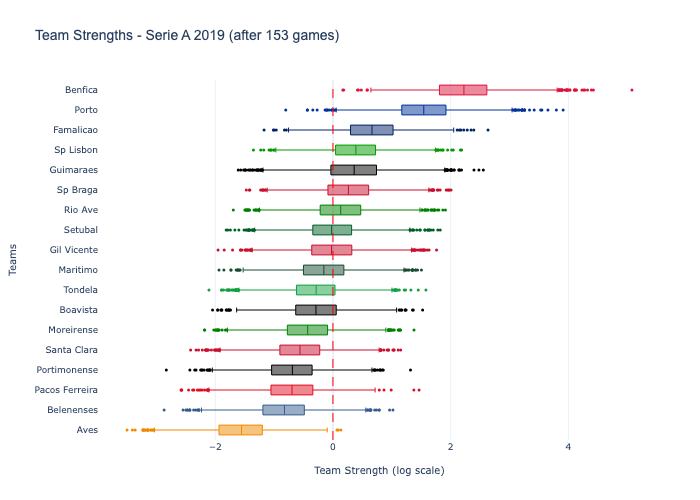 Team Strengths - Serie A 2019 (after 153 games)
Benfica
Porto
Famalicao
Sp Lisbon
Guimaraes
Sp Braga
Rio Ave
Setubal
Gil Vicente
Maritimo
Tondela
Boavista
Moreirense
Santa Clara
Portimonense
Pacos Ferreira
Belenenses
Aves
Teams
−2 0 2 4
Team Strength (log scale)